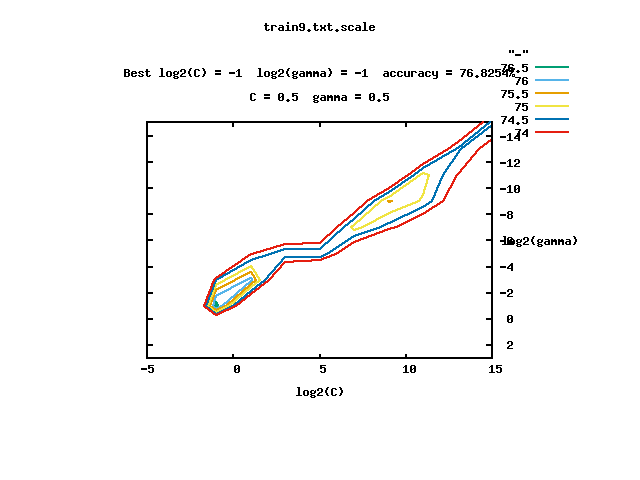 train9.txt.scale
"-"
Best log2(C) = -1  log2(gamma) = -1  accuracy = 76.8254%
76.5
76
C = 0.5  gamma = 0.5
75.5
75
74.5
74
-14
-12
-10
-8
-6
log2(gamma)
-4
-2
0
2
-5 0 5 10 15
log2(C)